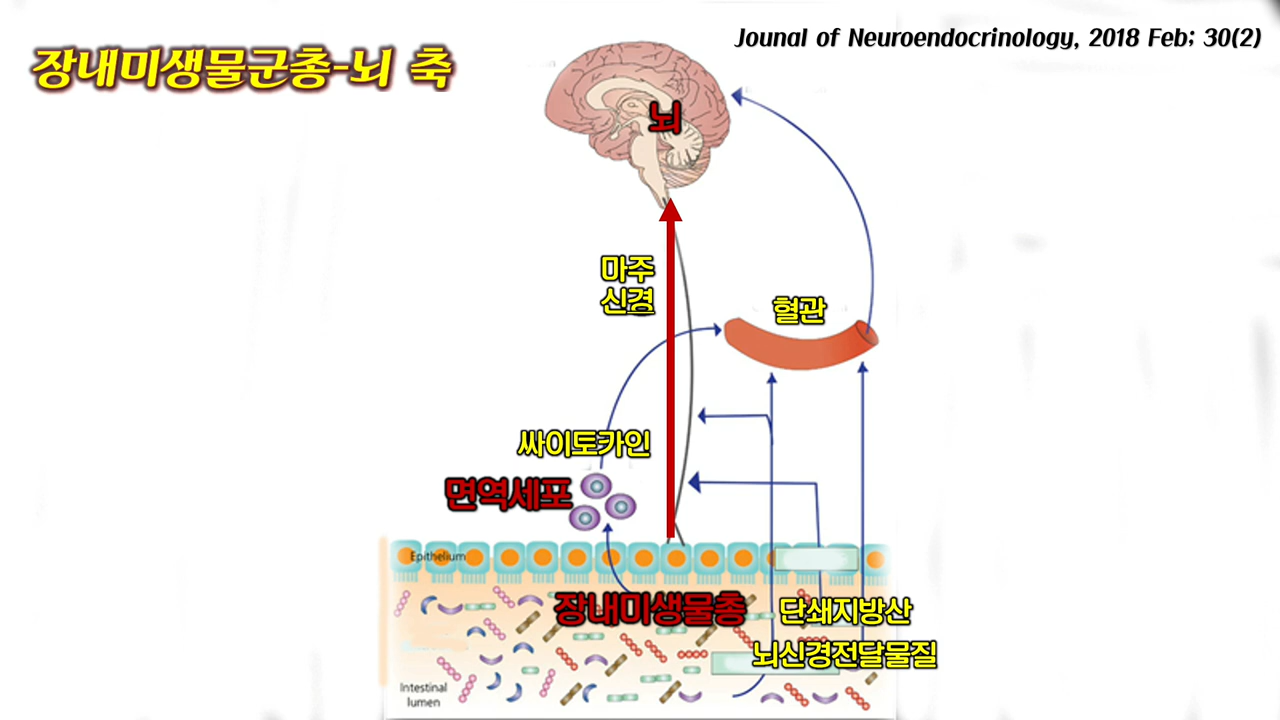 Jounal of Neuroendocrinology, 2018 Feb; 30(2)
장내미생물군총-뇌 축
뇌
마주
신경
혈관
싸이토카인
면역세포
Epithelium
장내미생물총
단쇄지방산
뇌신경전달물질
Intestinal
lumen